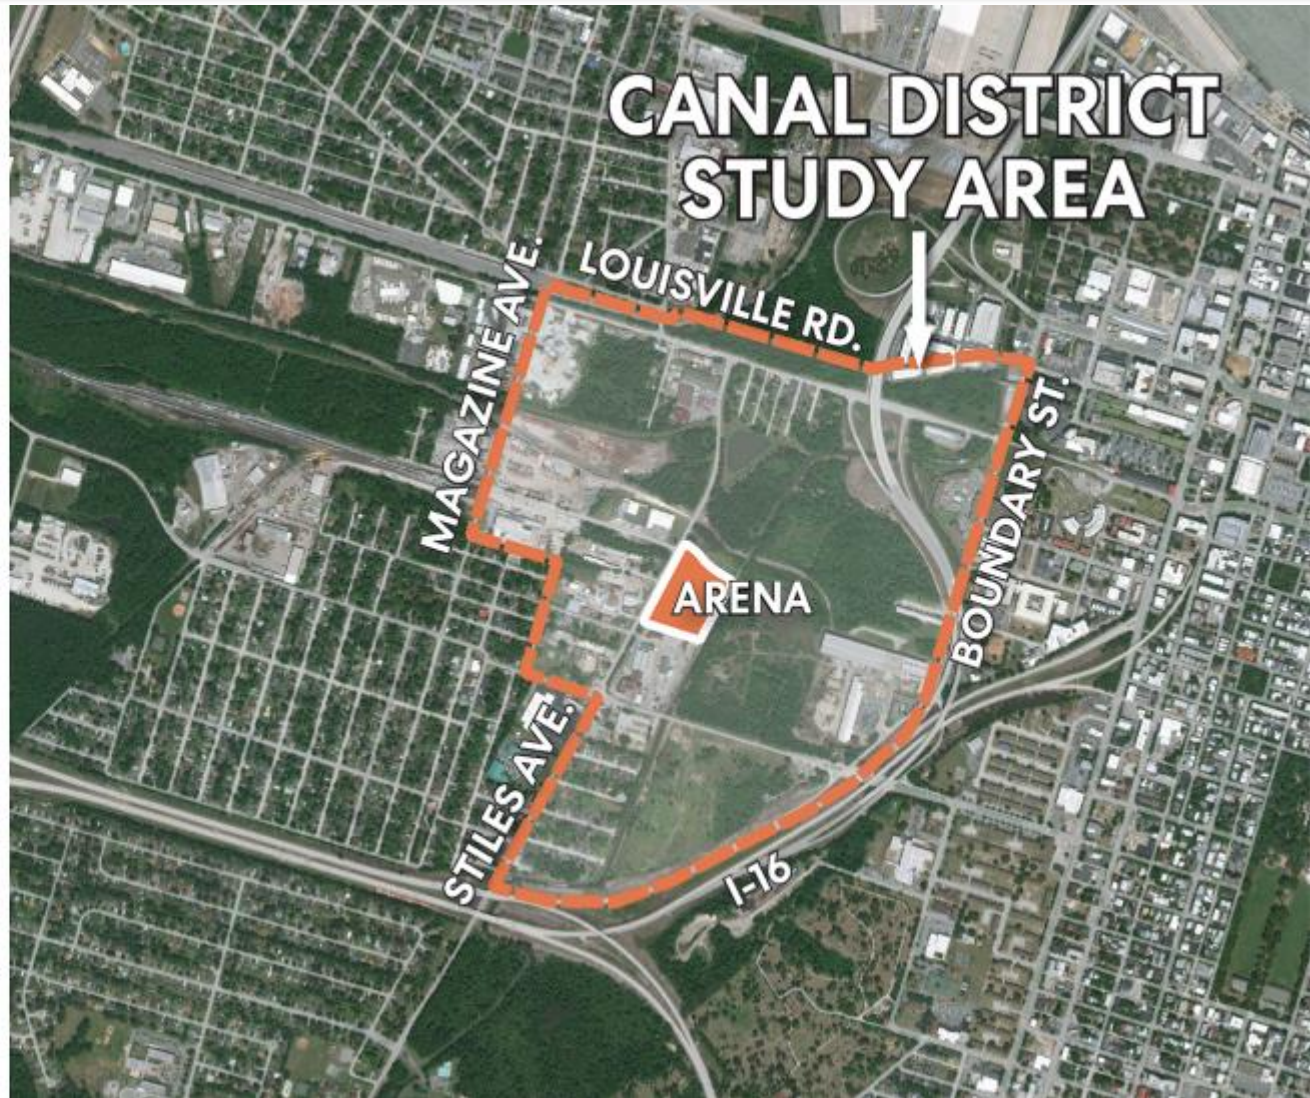 CANAL DISTRICT
STUDY AREA
LOUISVILLE RD.
MAGAZINE AVE.
BOUNDARY ST.
ARENA
STILES AVE.
I-16